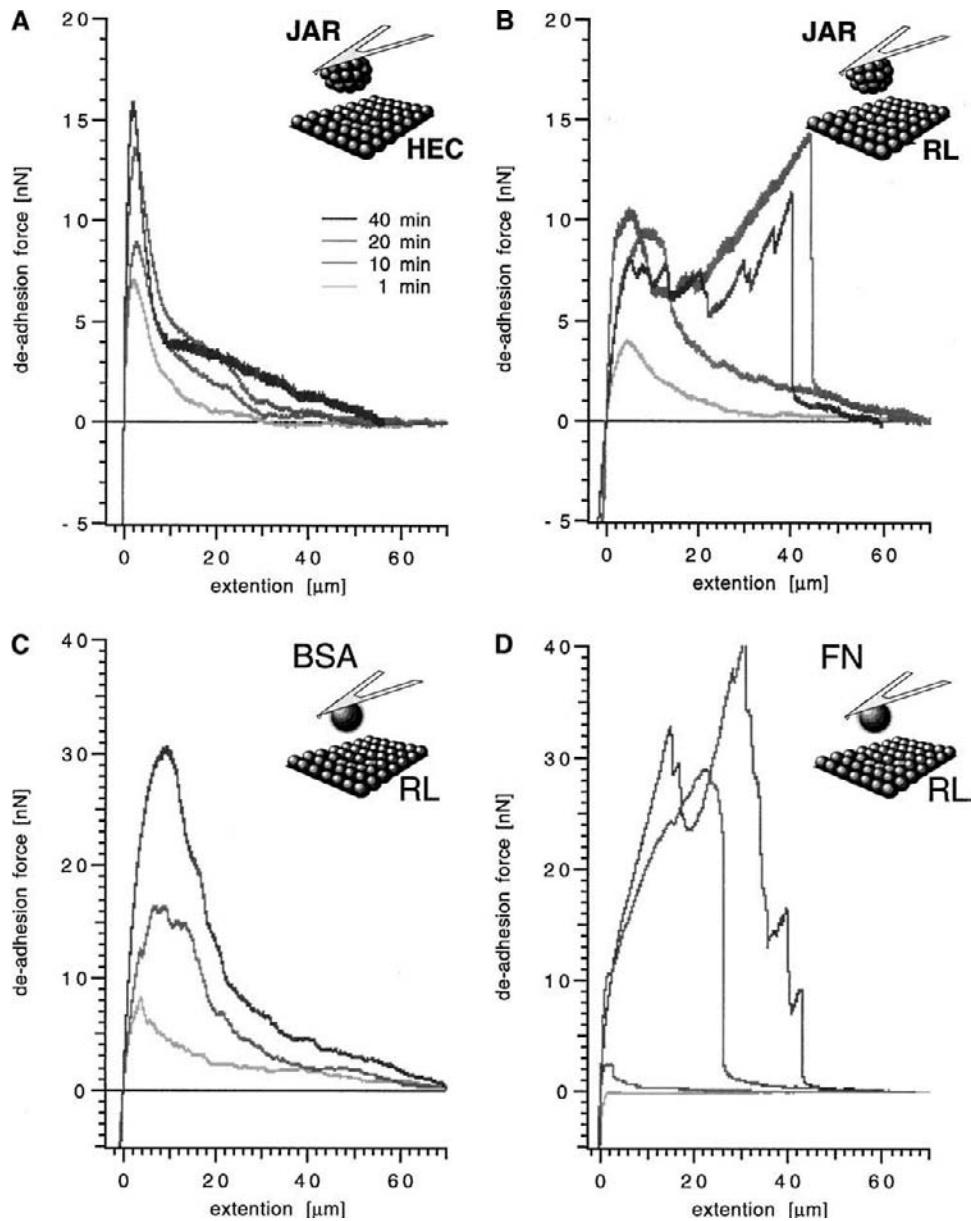 A
JAR
HEC
40 min
20 min
10 min
1 min
20
15
10
5
0
- 5
de-adhesion force [nN]
0
20
40
60
extention [µm]
B
JAR
RL
20
15
10
5
0
- 5
de-adhesion force [nN]
0
20
40
60
extention [µm]
C
BSA
RL
40
30
20
10
0
de-adhesion force [nN]
0
20
40
60
extention [µm]
D
FN
RL
40
30
20
10
0
de-adhesion force [nN]
0
20
40
60
extention [µm]